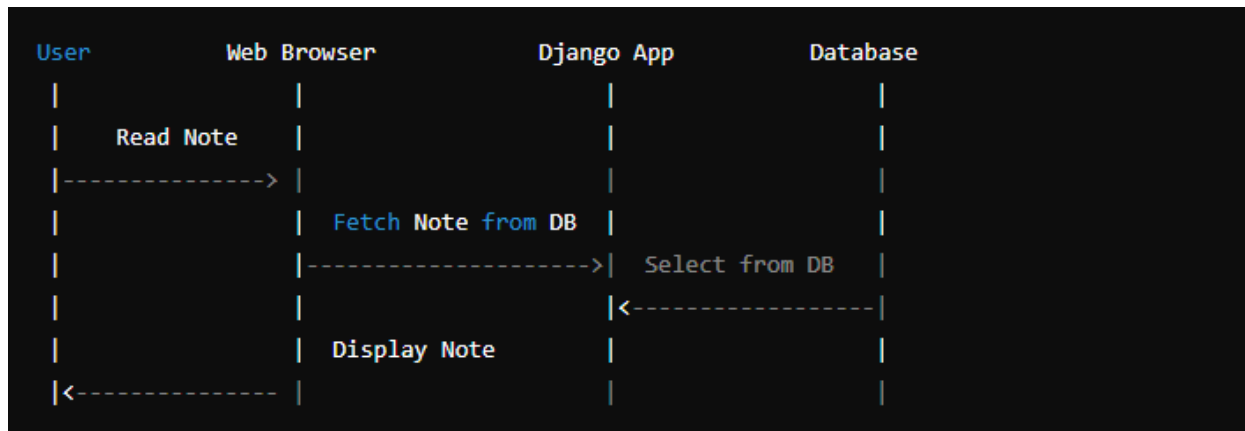 User Web Browser Django App Database
| | | |
| Read Note | | |
|---------------> | | |
| | Fetch Note from DB | |
| |--------------------->| Select from DB |
| | |<------------------|
| | Display Note | |
|<--------------- | | |